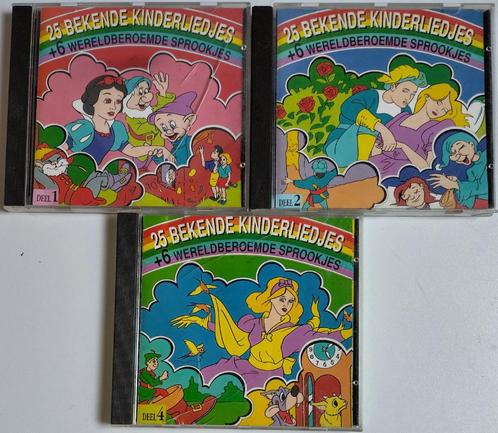 25 BEKENDE KINDERLIEDJES
+6 WERELDBEROEMDE SPROOKJES
DEEL 1
25 BEKENDE KINDERLIEDJES
+6 WERELDBEROEMDE SPROOKJES
DEEL 2
25 BEKENDE KINDERLIEDJES
+6 WERELDBEROEMDE SPROOKJES
DEEL 4